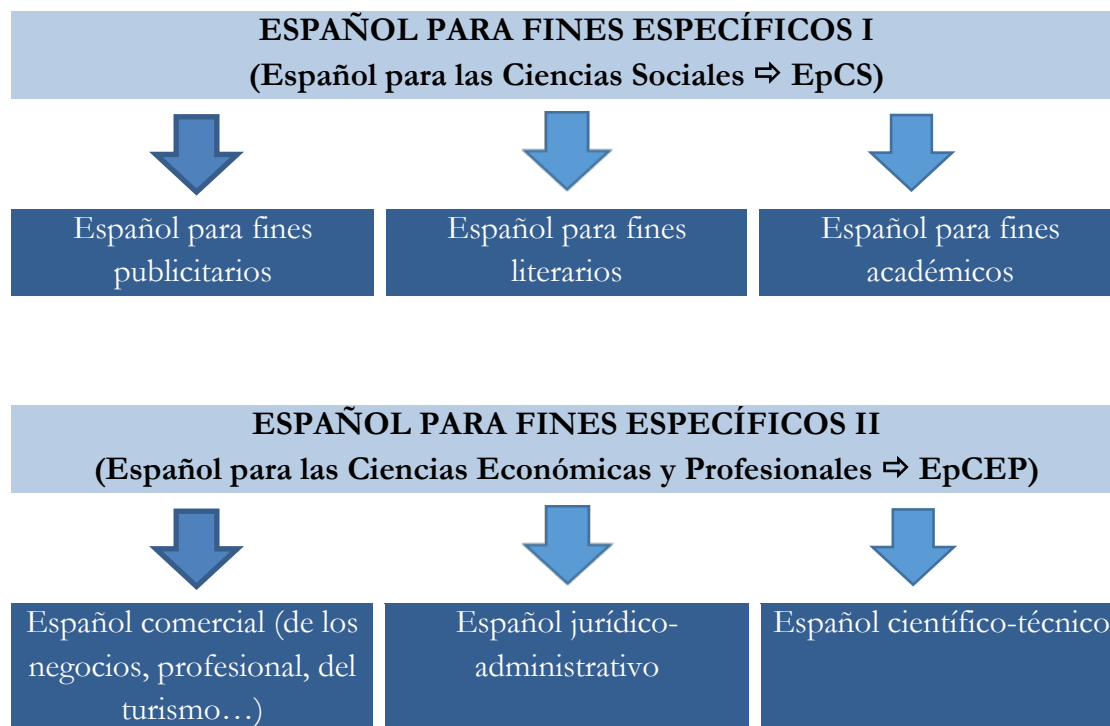 ESPAÑOL PARA FINES ESPECÍFICOS I
(Español para las Ciencias Sociales ⇨ EpCS)
Español para fines
publicitarios
Español para fines
literarios
Español para fines
académicos
ESPAÑOL PARA FINES ESPECÍFICOS II
(Español para las Ciencias Económicas y Profesionales ⇨ EpCEP)
Español comercial (de los
negocios, profesional, del
turismo…)
Español jurídico-
administrativo
Español científico-técnico